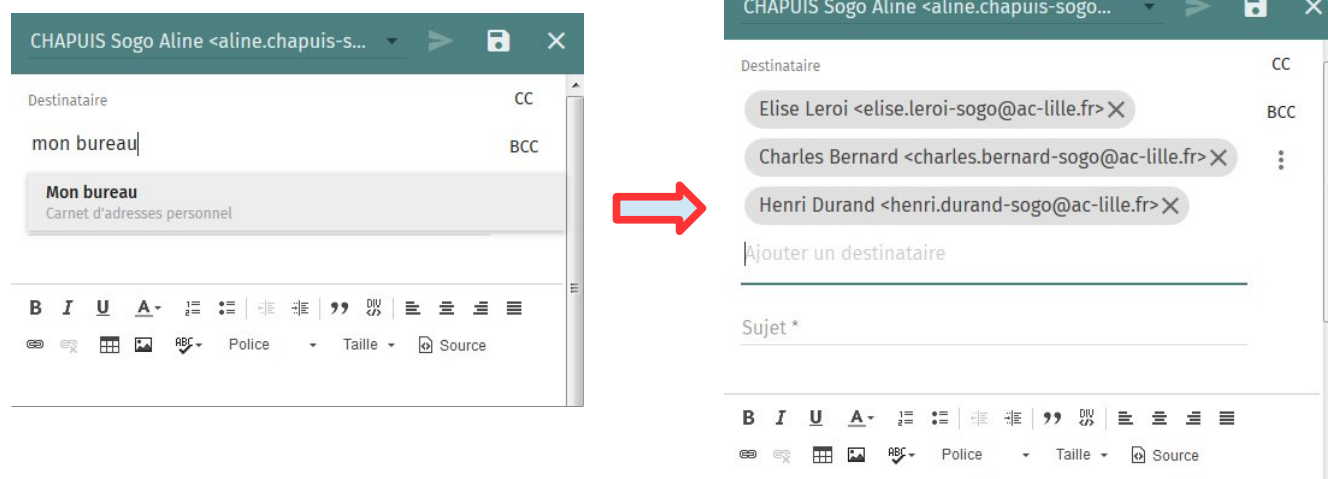 CHAPUIS Sogo Aline <aline.chapuis-s...
Destinataire
CC
mon bureau
BCC
Mon bureau
Carnet d'adresses personnel
B I U A
ABC Police Taille Source
CHAPUIS Sogo Aline <aline.chapuis-sogo...
Destinataire
CC
Elise Leroi <elise.leroi-sogo@ac-lille.fr>
BCC
Charles Bernard <charles.bernard-sogo@ac-lille.fr>
Henri Durand <henri.durand-sogo@ac-lille.fr>
Ajouter un destinataire
Sujet *
B I U A
ABC Police Taille Source